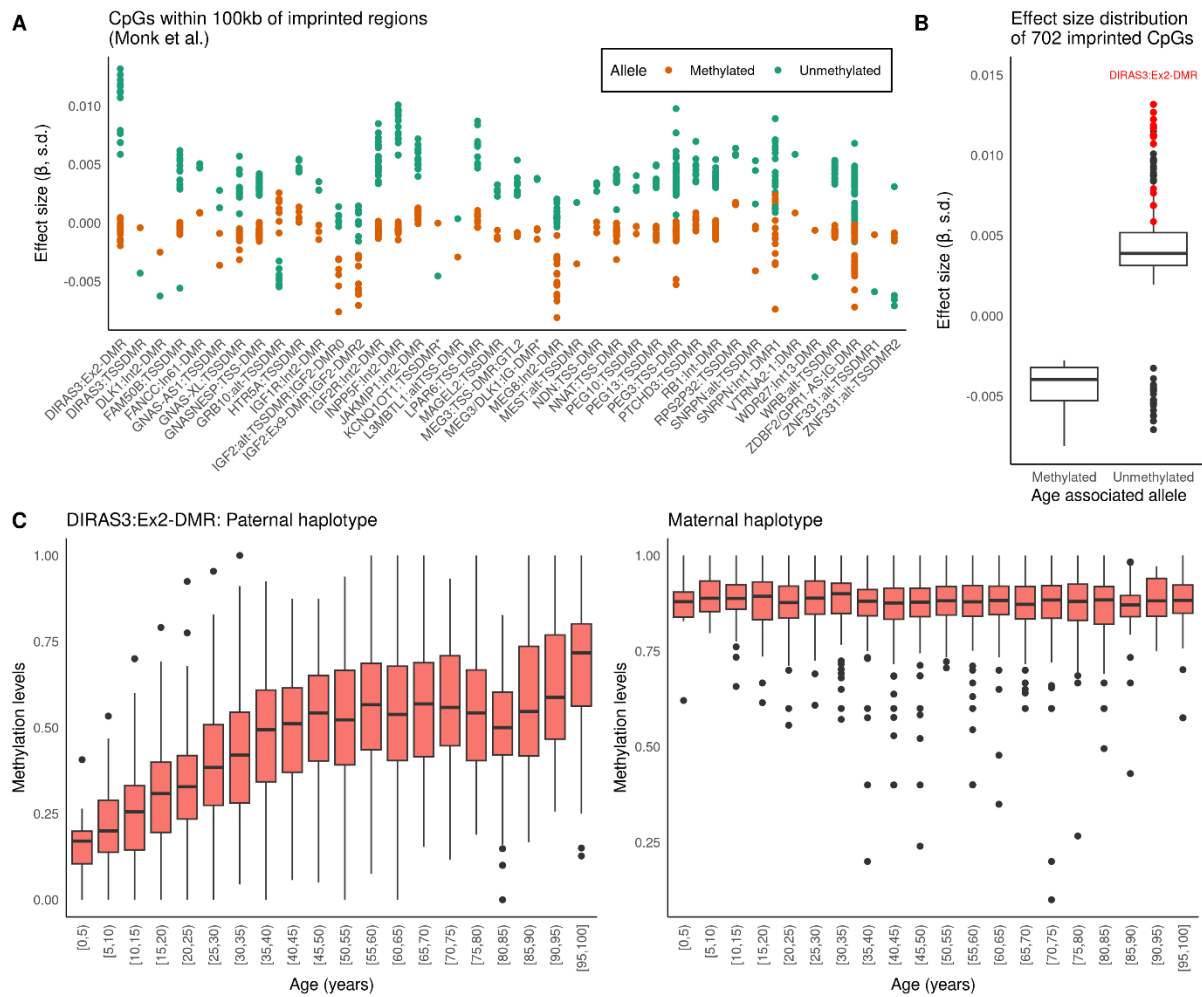 A
CpGs within 100kb of imprinted regions
(Monk et al.)
Allele Methylated Unmethylated
Effect size (β, s.d.)
0.010
0.005
0.000
-0.005
DIRAS3:Ex2-DMR
DIRAS3:TSSDMR
DLK1:Int2-DMR
FAM50B:TSSDMR
FANCC-In61-DMR
GNAS-AS1:TSSDMR
GNAS-XL:TSSDMR
GNASNESP:TSS-DMR
GRB10:alt-TSSDMR
HTR5A:TSSDMR
IGF1R:Int2-DMR
IGF2:alt-TSSDMR:IGF2-DMR0
IGF2:Ex9-DMR:IGF2-DMR2
IGF2R:Int2-DMR
INPP5F:Int2-DMR
JAKMIP1:Int2-DMR
KCNQ1OT1:TSSDMR*
L3MBTL1:altTSS-DMR
LPAR6:TSS-DMR
MAGEL2:TSSDMR
MEG3:TSS-DMR:GTL2
MEG3/DLK1:IG-DMR*
MEG8:Int2-DMR
MEST:alt-TSSDMR
NDN:TSS-DMR
NNAT:TSS-DMR
PEG10:TSSDMR
PEG13:TSSDMR
PEG3:TSS-DMR
PTCHD3:TSSDMR
RB1:Int-DMR
RPS2P32:TSSDMR
SNRPN:alt-TSSDMR
SNRPN:Int1-DMR1
VTRNA2-1:DMR
WDR27:Int13-DMR
WRB:alt-TSSDMR
ZDBF2/GPR1-AS:IG-DMR
ZNF331:alt-TSSDMR1
ZNF331:alt-TSSDMR2
B
Effect size distribution
of 702 imprinted CpGs
DIRAS3:Ex2-DMR
Effect size (β, s.d.)
0.015
0.010
0.005
0.000
-0.005
Methylated Unmethylated
Age associated allele
C
DIRAS3:Ex2-DMR: Paternal haplotype
Methylation levels
1.00
0.75
0.50
0.25
0.00
[0,5)
[5,10)
[10,15)
[15,20)
[20,25)
[25,30)
[30,35)
[35,40)
[40,45)
[45,50)
[50,55)
[55,60)
[60,65)
[65,70)
[70,75)
[75,80)
[80,85)
[85,90)
[90,95)
[95,100]
Age (years)
Maternal haplotype
Methylation levels
1.00
0.75
0.50
0.25
[0,5)
[5,10)
[10,15)
[15,20)
[20,25)
[25,30)
[30,35)
[35,40)
[40,45)
[45,50)
[50,55)
[55,60)
[60,65)
[65,70)
[70,75)
[75,80)
[80,85)
[85,90)
[90,95)
[95,100]
Age (years)